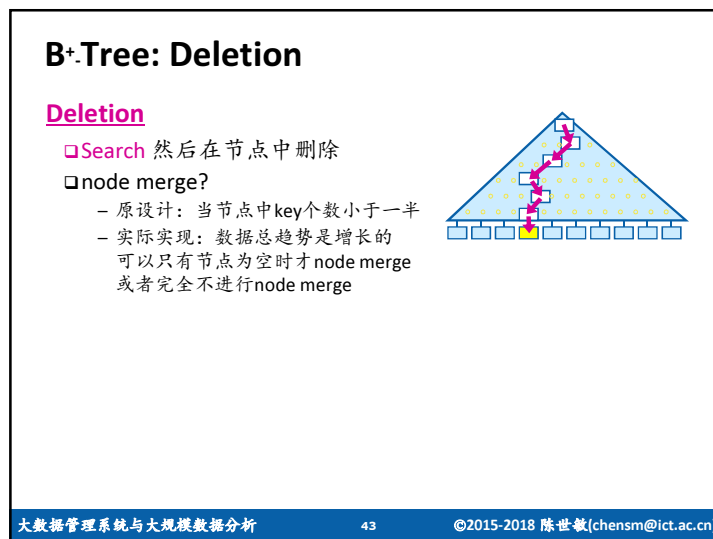 B+-Tree: Deletion
Deletion
❑Search 然后在节点中删除
❑node merge?
– 原设计：当节点中key个数小于一半
– 实际实现：数据总趋势是增长的
可以只有节点为空时才node merge
或者完全不进行node merge
大数据管理系统与大规模数据分析
43
©2015-2018 陈世敏(chensm@ict.ac.cn